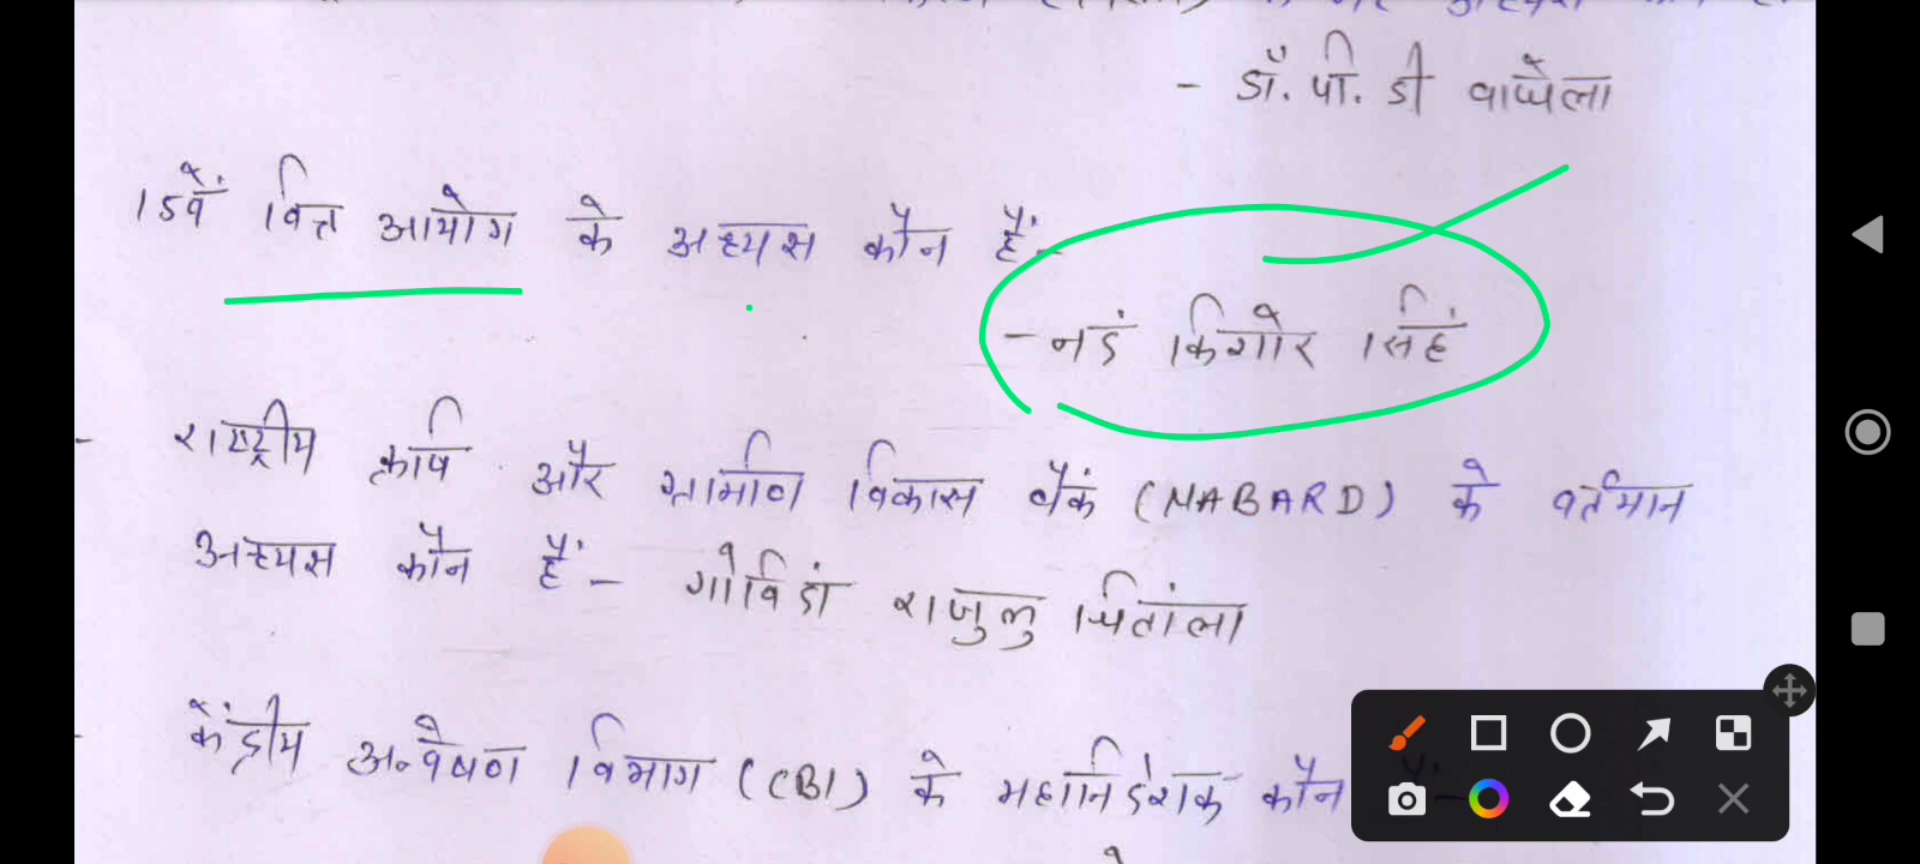 - डॉ. पी. डी वाघेला
15वें वित्त आयोग के अध्यक्ष कौन हैं-
- नंद किशोर सिंह
- राष्ट्रीय कृषि और ग्रामीण विकास बैंक (NABARD) के वर्तमान
अध्यक्ष कौन हैं - गोविंदा राजुलु चिंताला
- केंद्रीय अन्वेषण विभाग (CBI) के महानिदेशक कौन हैं -